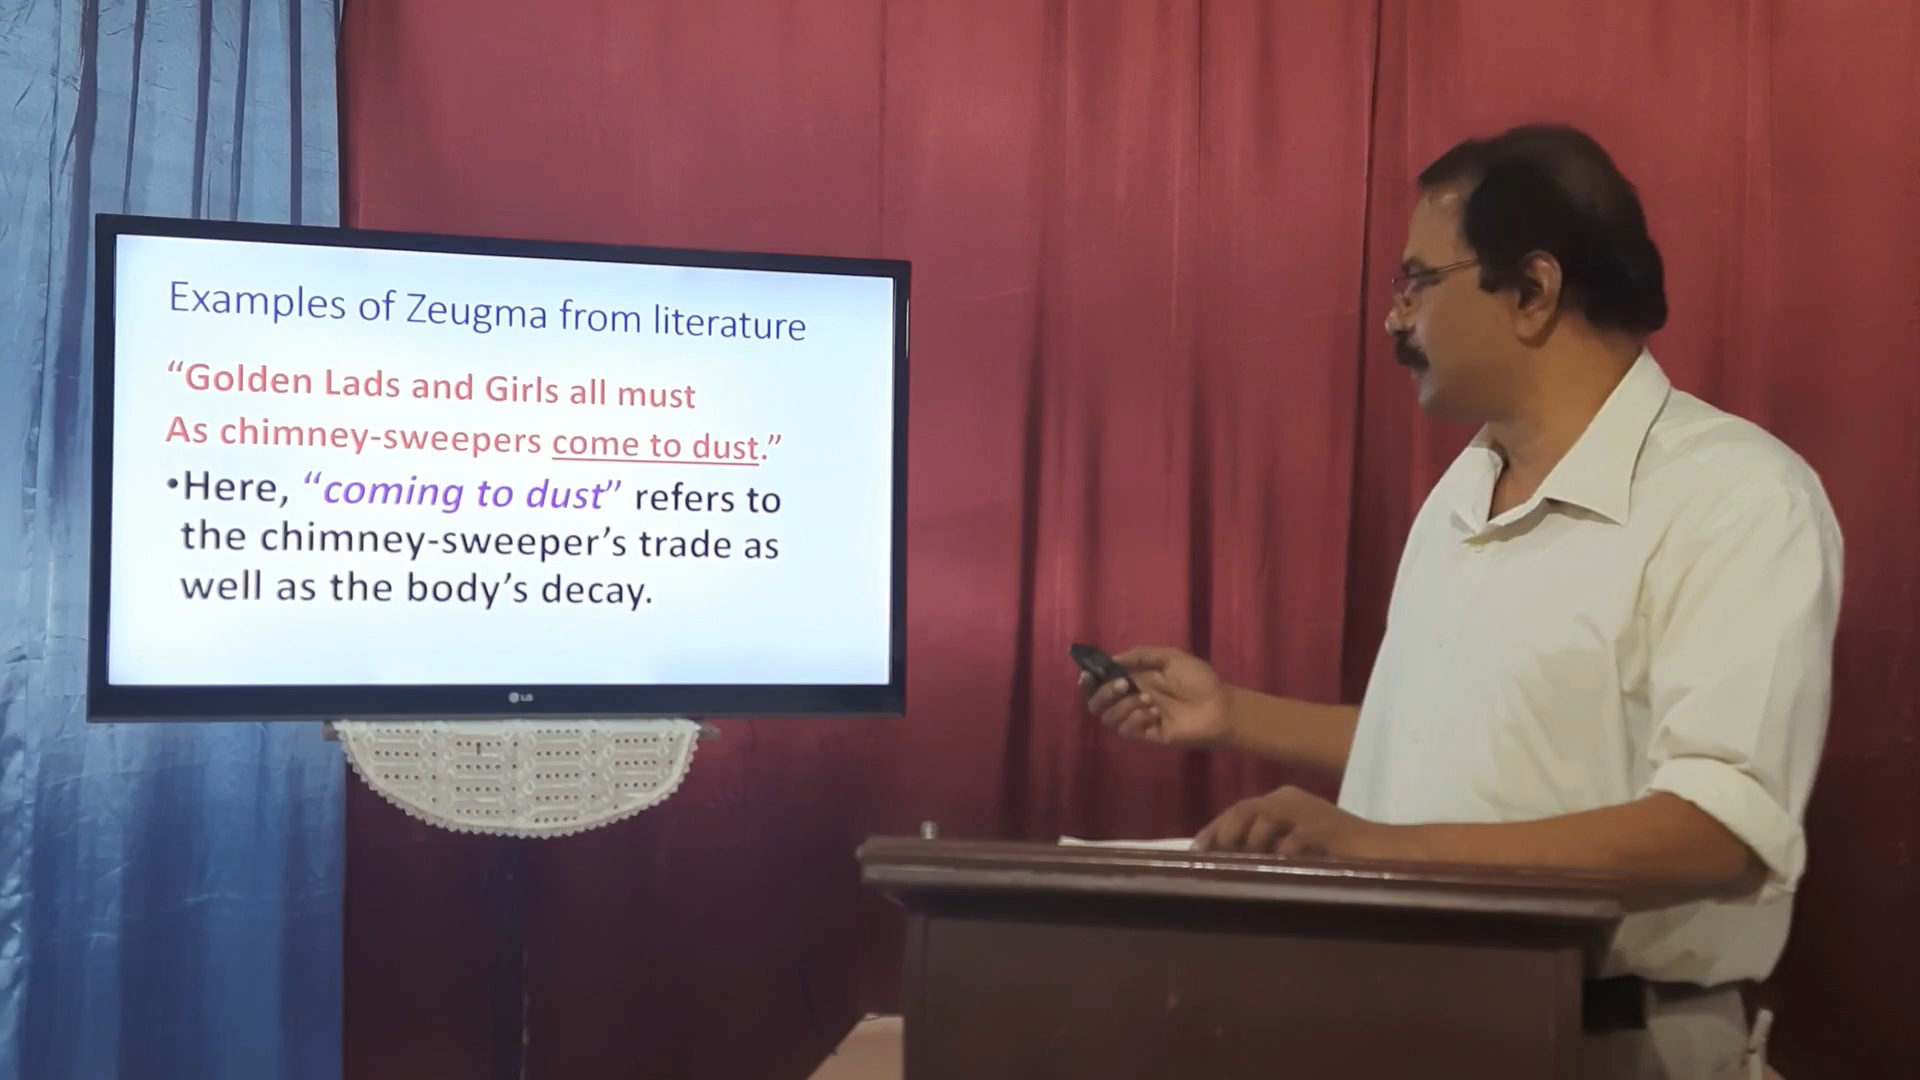 Examples of Zeugma from literature
“Golden Lads and Girls all must
As chimney-sweepers come to dust.”
•Here, “coming to dust” refers to
the chimney-sweeper’s trade as
well as the body’s decay.
LG